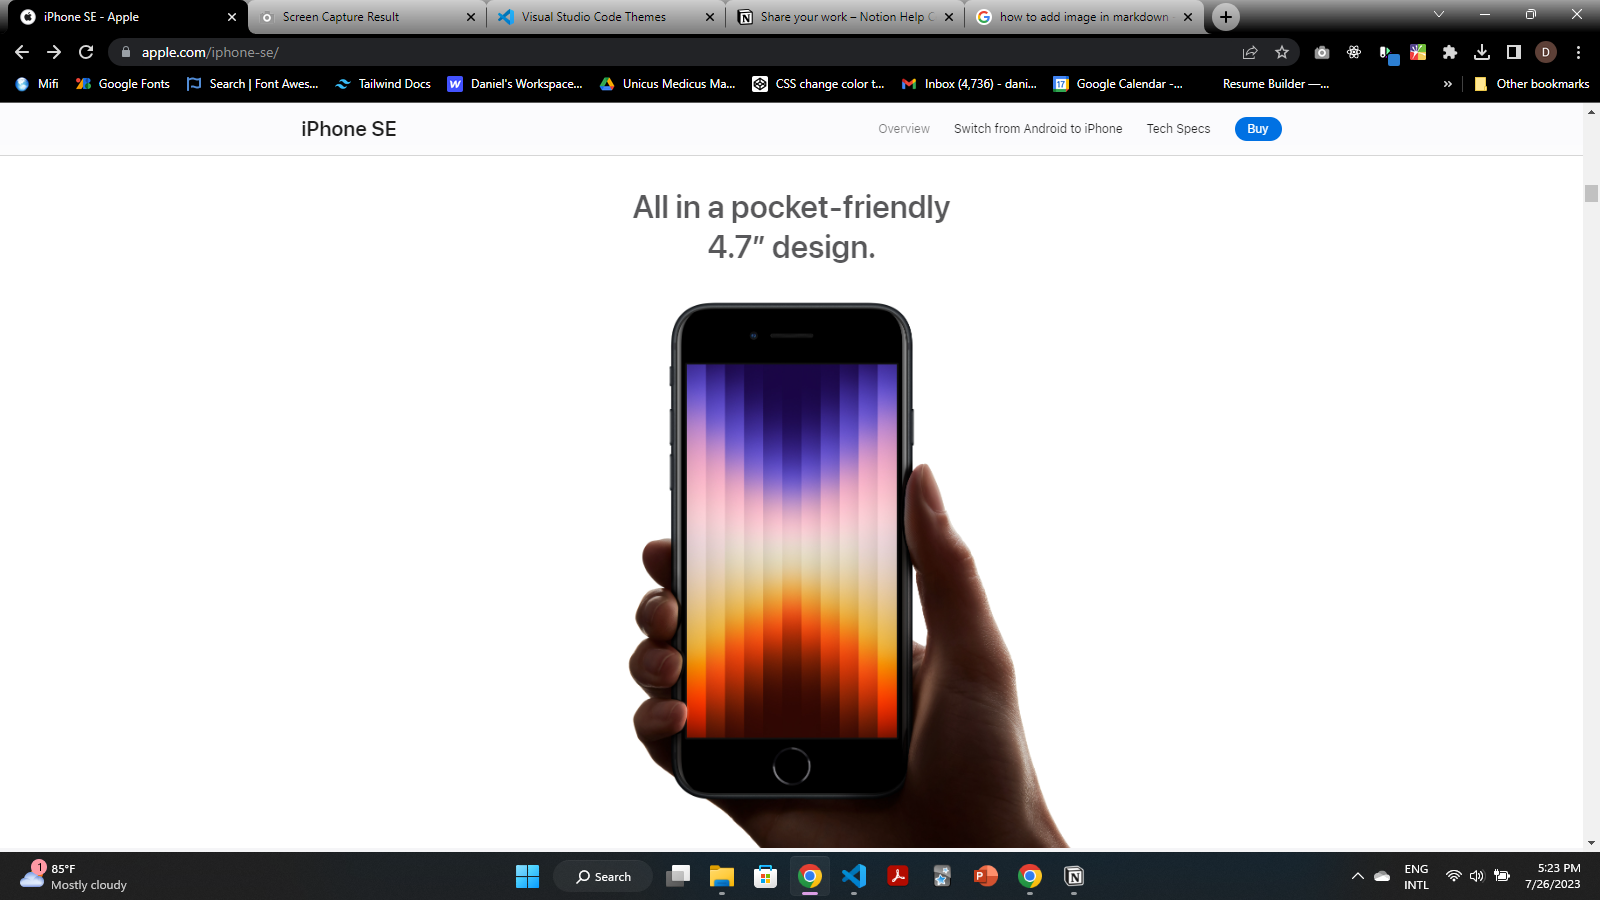 iPhone SE - Apple
Screen Capture Result
Visual Studio Code Themes
Share your work – Notion Help C
how to add image in markdown
apple.com/iphone-se/
D
Mifi
Google Fonts
Search | Font Awes...
Tailwind Docs
Daniel's Workspace...
Unicus Medicus Ma...
CSS change color t...
Inbox (4,736) - dani...
17
Google Calendar -...
Resume Builder —...
»
Other bookmarks
iPhone SE
Overview
Switch from Android to iPhone
Tech Specs
Buy
All in a pocket-friendly
4.7″ design.
1
85°F
Mostly cloudy
Search
ENG
INTL
5:23 PM
7/26/2023